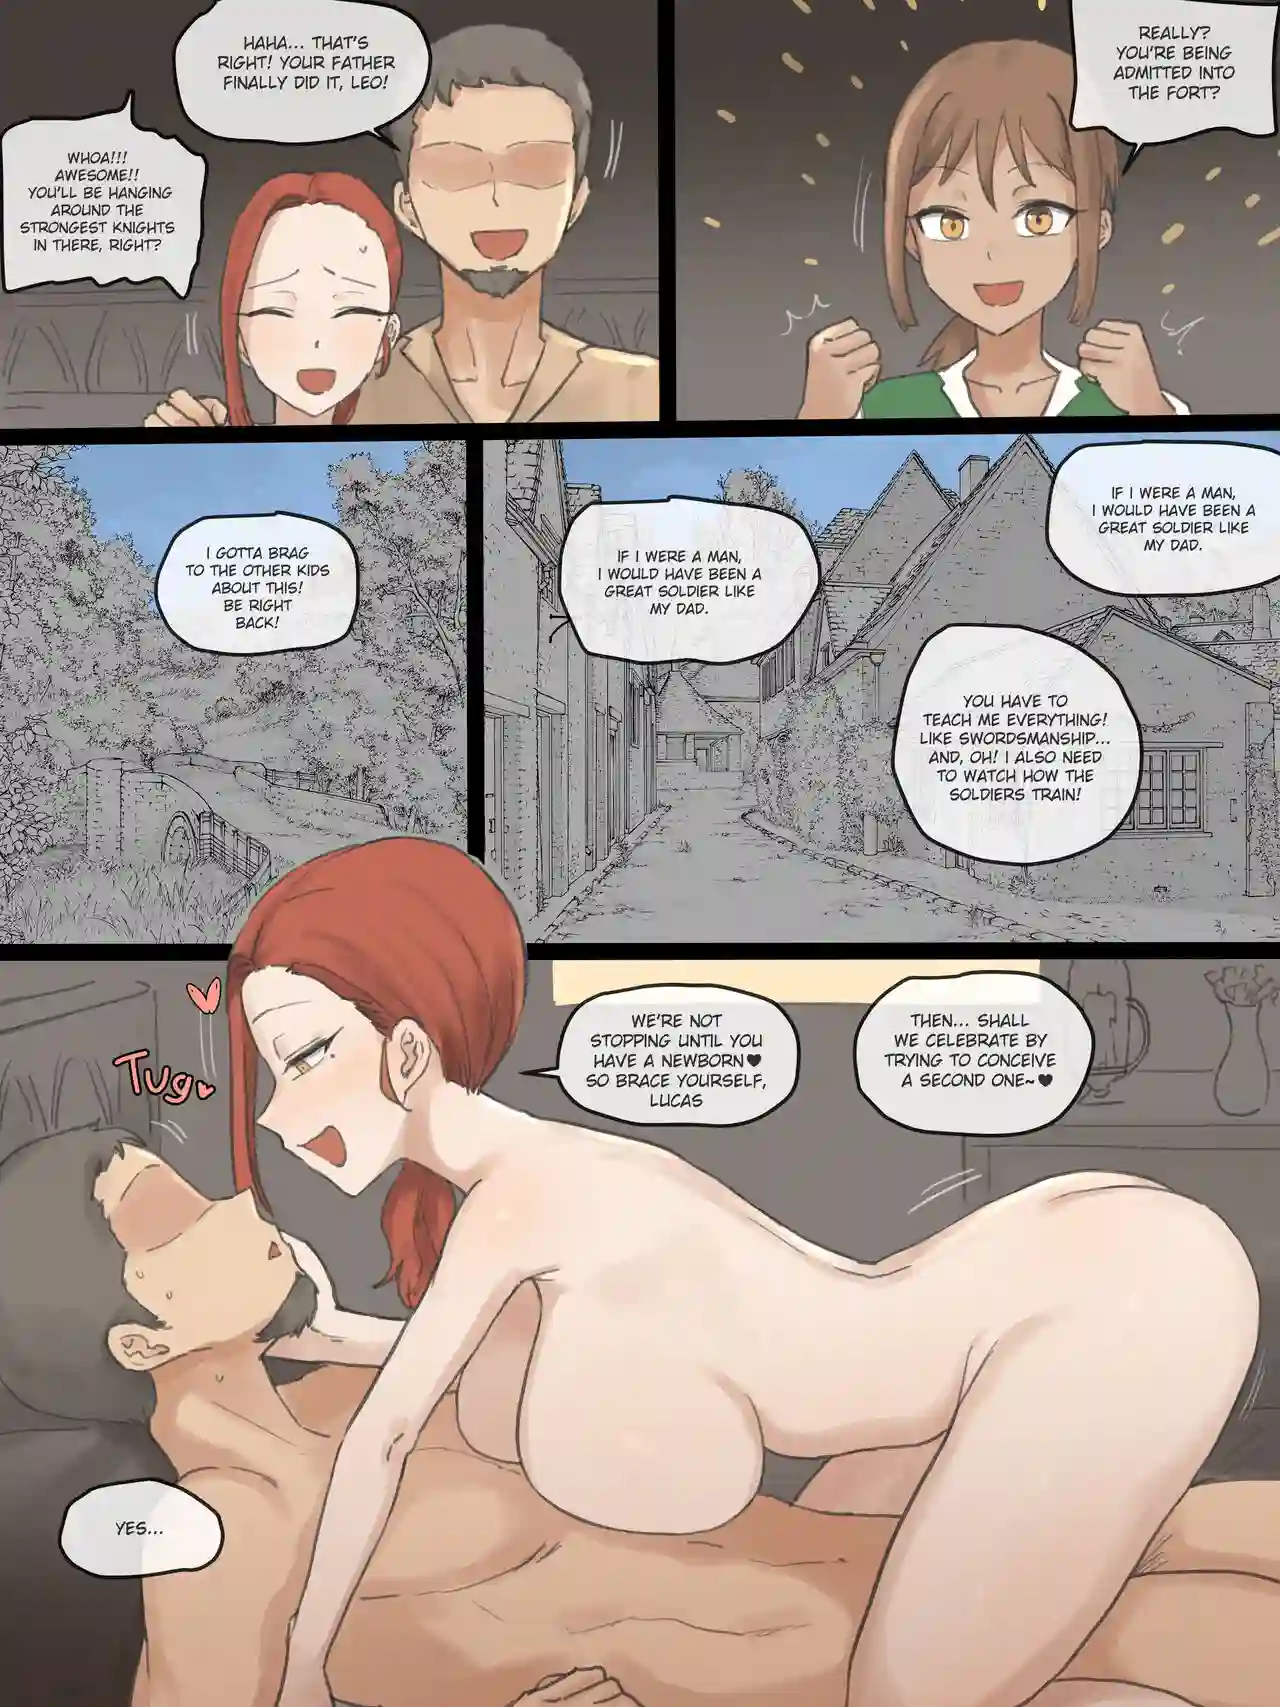 HAHA... THAT'S
RIGHT! YOUR FATHER
FINALLY DID IT, LEO!
WHOA!!!
AWESOME!!
YOU'LL BE HANGING
AROUND THE
STRONGEST KNIGHTS
IN THERE, RIGHT?
REALLY?
YOU'RE BEING
ADMITTED INTO
THE FORT?
I GOTTA BRAG
TO THE OTHER KIDS
ABOUT THIS!
BE RIGHT
BACK!
IF I WERE A MAN,
I WOULD HAVE BEEN A
GREAT SOLDIER LIKE
MY DAD.
IF I WERE A MAN,
I WOULD HAVE BEEN A
GREAT SOLDIER LIKE
MY DAD.
YOU HAVE TO
TEACH ME EVERYTHING!
LIKE SWORDSMANSHIP...
AND, OH! I ALSO NEED
TO WATCH HOW THE
SOLDIERS TRAIN!
TUG♥
WE'RE NOT
STOPPING UNTIL YOU
HAVE A NEWBORN♥
SO BRACE YOURSELF,
LUCAS
THEN... SHALL
WE CELEBRATE BY
TRYING TO CONCEIVE
A SECOND ONE~♥
YES...